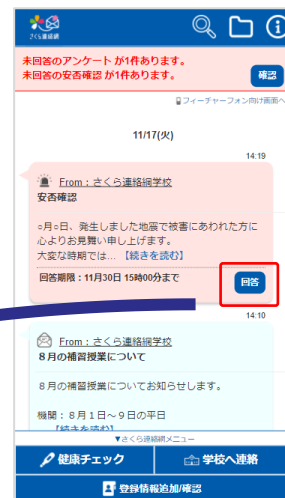 さくら連絡網
未回答のアンケート が1件あります。
未回答の安否確認 が1件あります。
確認
フィーチャーフォン向け画面へ
11/17(火)
14:19
From：さくら連絡網学校
安否確認
○月○日、発生しました地震で被害にあわれた方に
心よりお見舞い申し上げます。
大変な時期では… 【続きを読む】
回答期限：11月30日 15時00分まで
回答
14:10
From：さくら連絡網学校
８月の補習授業について
８月の補習授業についてお知らせします。
機関：８月１日～９日の平日
【続きを読む】
▼さくら連絡網メニュー
健康チェック
学校へ連絡
登録情報追加/確認